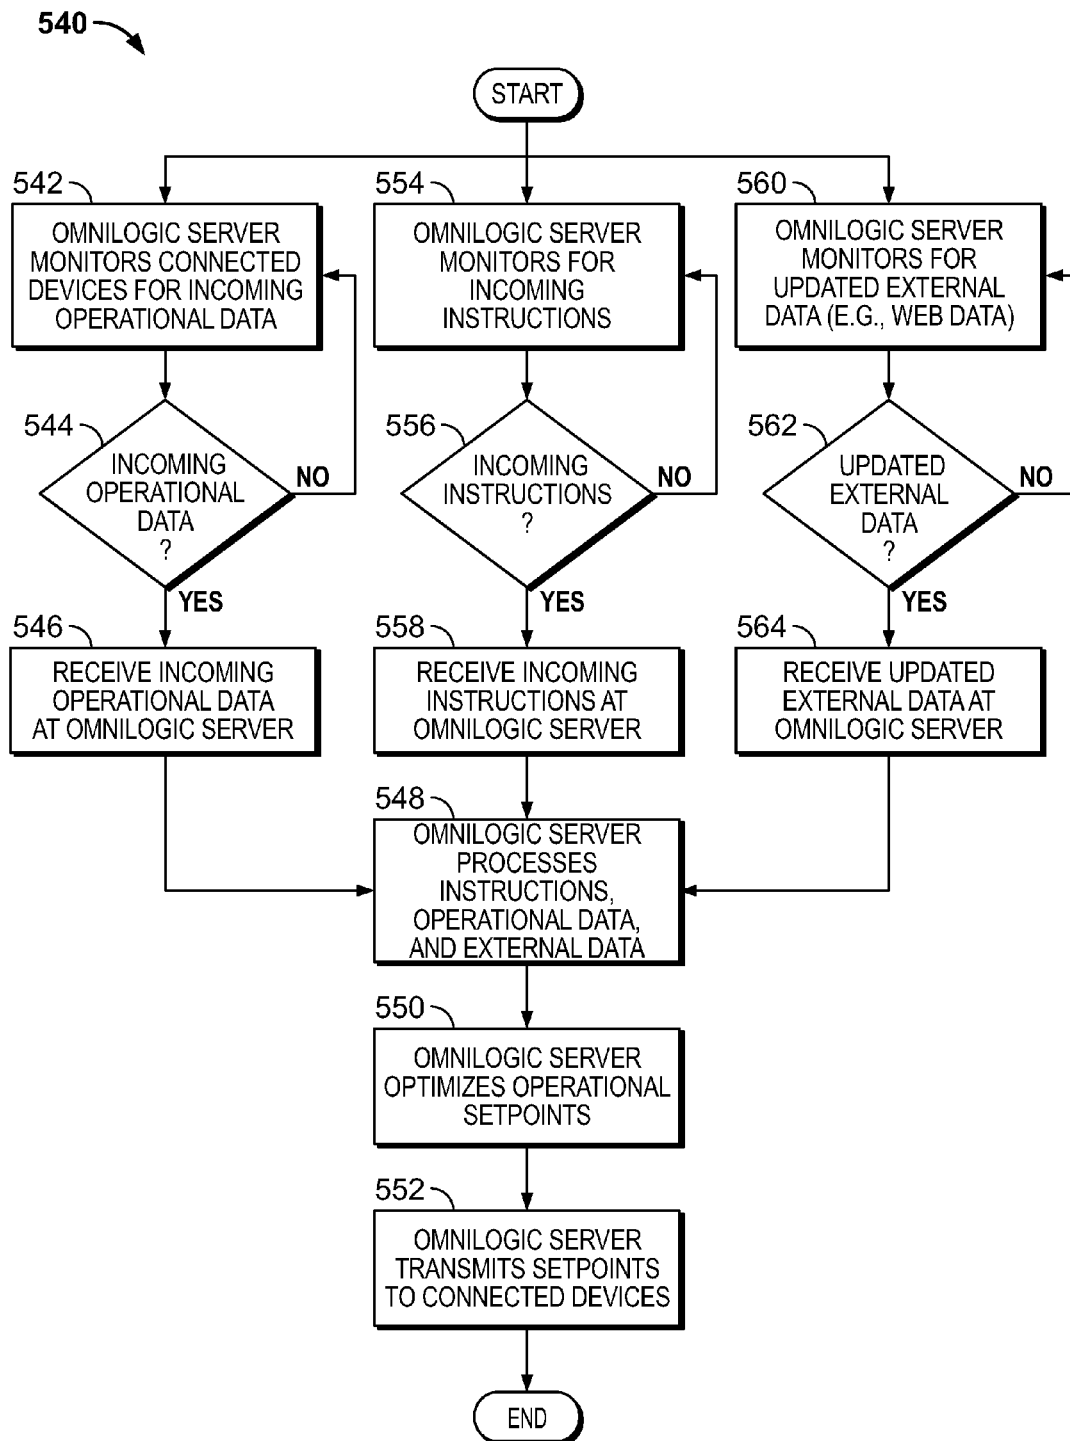 540
START
542
OMNILOGIC SERVER
MONITORS CONNECTED
DEVICES FOR INCOMING
OPERATIONAL DATA
554
OMNILOGIC SERVER
MONITORS FOR
INCOMING
INSTRUCTIONS
560
OMNILOGIC SERVER
MONITORS FOR
UPDATED EXTERNAL
DATA (E.G., WEB DATA)
544
INCOMING
OPERATIONAL
DATA
?
NO
YES
556
INCOMING
INSTRUCTIONS
?
NO
YES
562
UPDATED
EXTERNAL
DATA
?
NO
YES
546
RECEIVE INCOMING
OPERATIONAL DATA
AT OMNILOGIC SERVER
558
RECEIVE INCOMING
INSTRUCTIONS AT
OMNILOGIC SERVER
564
RECEIVE UPDATED
EXTERNAL DATA AT
OMNILOGIC SERVER
548
OMNILOGIC SERVER
PROCESSES
INSTRUCTIONS,
OPERATIONAL DATA,
AND EXTERNAL DATA
550
OMNILOGIC SERVER
OPTIMIZES OPERATIONAL
SETPOINTS
552
OMNILOGIC SERVER
TRANSMITS SETPOINTS
TO CONNECTED DEVICES
END